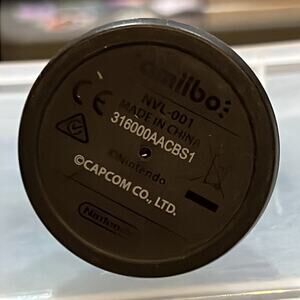 amiibo
NVL-001
MADE IN CHINA
316000AACBS1
©Nintendo
©CAPCOM CO., LTD.
Nintendo